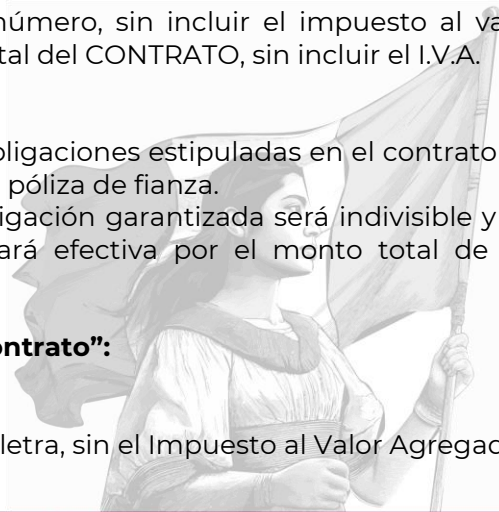 número, sin incluir el impuesto al va
tal del CONTRATO, sin incluir el I.V.A.
bligaciones estipuladas en el contrato
póliza de fianza.
igación garantizada será indivisible y
ará efectiva por el monto total de
ontrato”:
letra, sin el Impuesto al Valor Agregad